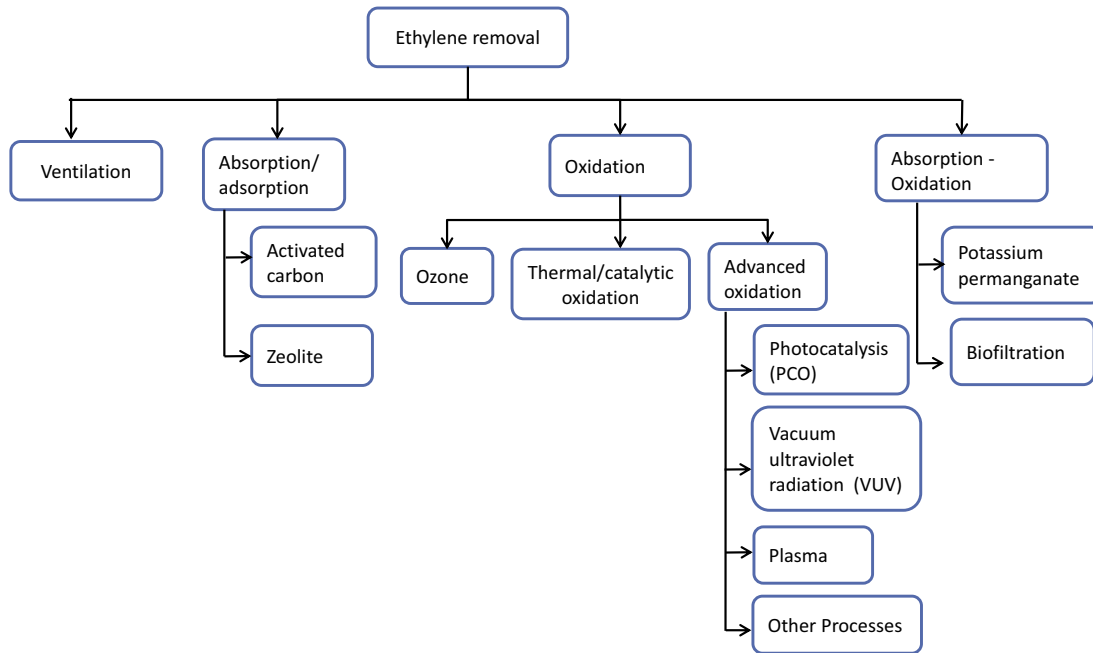 Ethylene removal
Ventilation
Absorption/
adsorption
Oxidation
Absorption -
Oxidation
Activated
carbon
Zeolite
Ozone
Thermal/catalytic
oxidation
Advanced
oxidation
Potassium
permanganate
Biofiltration
Photocatalysis
(PCO)
Vacuum
ultraviolet
radiation (VUV)
Plasma
Other Processes